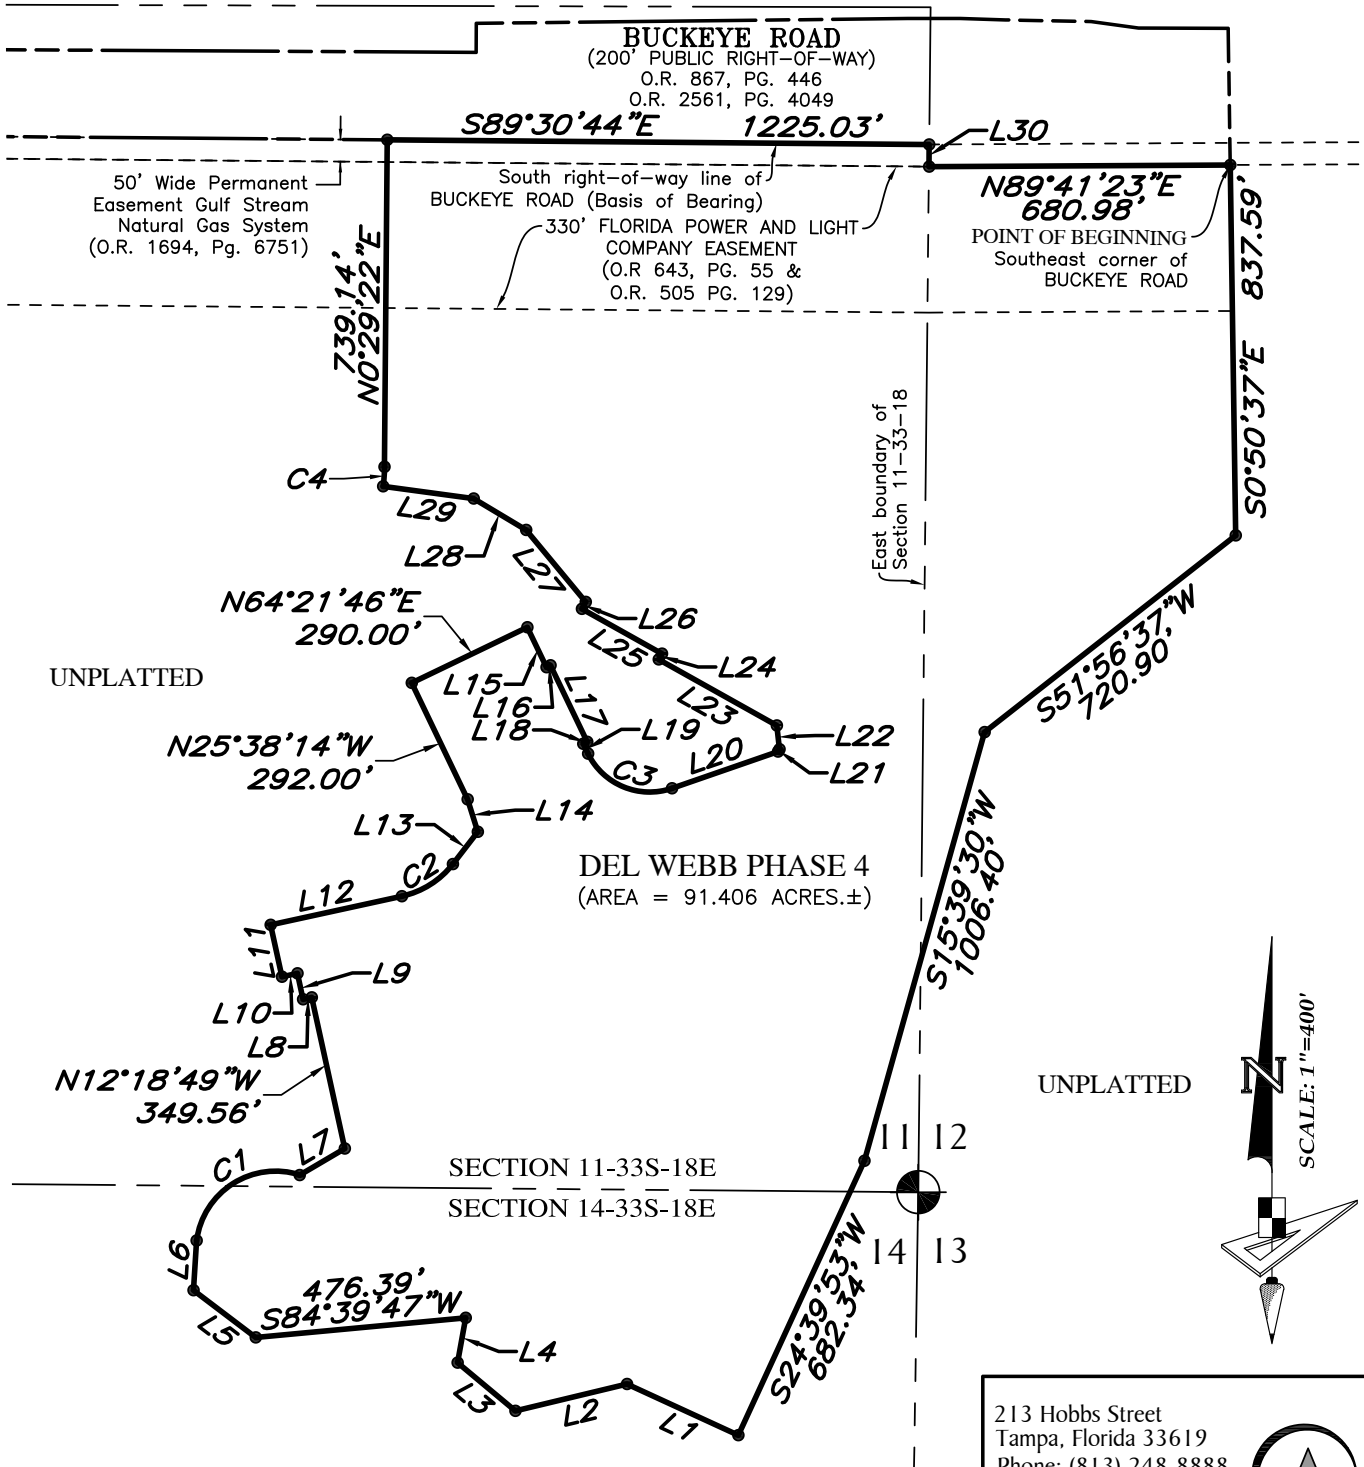 BUCKEYE ROAD
(200' PUBLIC RIGHT-OF-WAY)
O.R. 867, PG. 446
O.R. 2561, PG. 4049
S89°30'44"E 1225.03'
L30
50' Wide Permanent
Easement Gulf Stream
Natural Gas System
(O.R. 1694, Pg. 6751)
South right-of-way line of
BUCKEYE ROAD (Basis of Bearing)
N89°41'23"E
680.98'
330' FLORIDA POWER AND LIGHT
COMPANY EASEMENT
(O.R 643, PG. 55 &
O.R. 505 PG. 129)
POINT OF BEGINNING
Southeast corner of
BUCKEYE ROAD
739.14'
N0°29'22"E
S0°50'37"E 837.59'
East boundary of
Section 11-33-18
C4
L29
L28
L27
N64°21'46"E
290.00'
L26
L25
L24
S51°56'37"W
720.90'
UNPLATTED
L15
L16
L17
L23
L18
L19
L22
N25°38'14"W
292.00'
C3
L20
L21
L14
L13
C2
DEL WEBB PHASE 4
(AREA = 91.406 ACRES.±)
S15°39'30"W
1006.40'
L12
L11
L9
L10
L8
N12°18'49"W
349.56'
UNPLATTED
N
SCALE: 1"=400'
L7
C1
11 12
SECTION 11-33S-18E
SECTION 14-33S-18E
14 13
L6
476.39'
S84°39'47"W
S24°39'53"W
682.34'
L5
L4
L3
L2
L1
213 Hobbs Street
Tampa, Florida 33619
Phone: (813) 248-8888